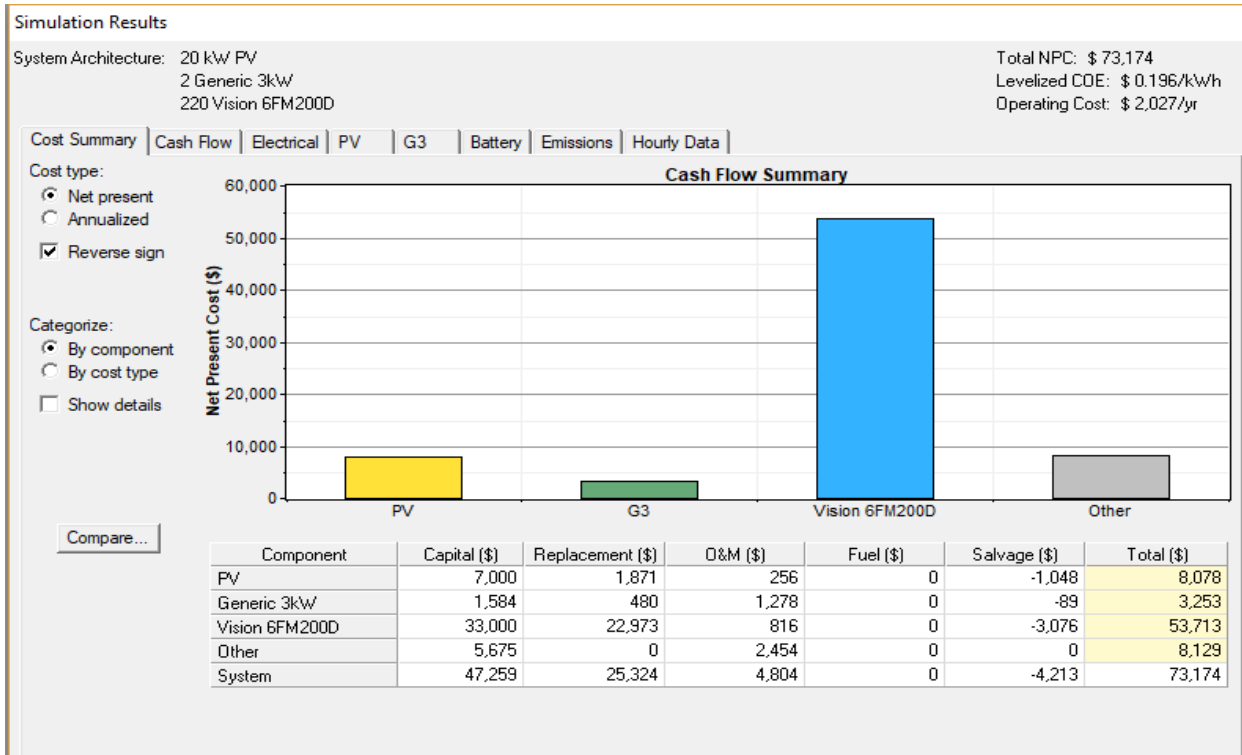 Simulation Results
System Architecture: 20 kW PV
2 Generic 3kW
220 Vision 6FM200D
Total NPC: $ 73,174
Levelized COE: $ 0.196/kWh
Operating Cost: $ 2,027/yr
Cost Summary Cash Flow Electrical PV G3 Battery Emissions Hourly Data
Cost type:
Net present
Annualized
Reverse sign
Categorize:
By component
By cost type
Show details
Compare...
Cash Flow Summary
Net Present Cost ($)
60,000
50,000
40,000
30,000
20,000
10,000
0
PV G3 Vision 6FM200D Other
Component Capital ($) Replacement ($) O&M ($) Fuel ($) Salvage ($) Total ($)
PV 7,000 1,871 256 0 -1,048 8,078
Generic 3kW 1,584 480 1,278 0 -89 3,253
Vision 6FM200D 33,000 22,973 816 0 -3,076 53,713
Other 5,675 0 2,454 0 0 8,129
System 47,259 25,324 4,804 0 -4,213 73,174